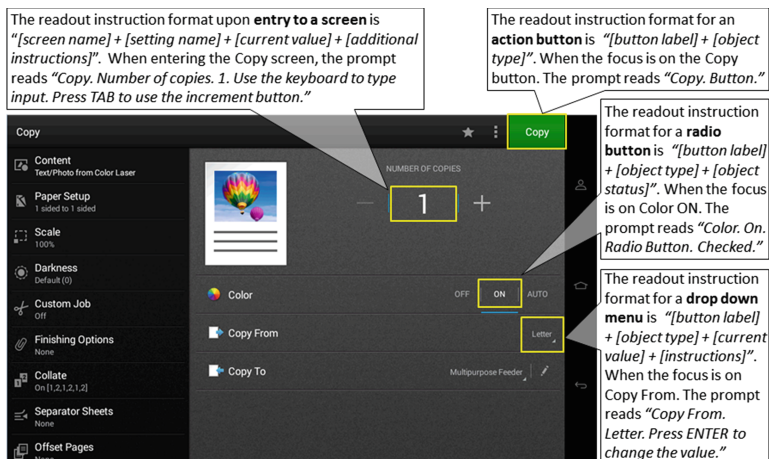 The readout instruction format upon entry to a screen is
“[screen name] + [setting name] + [current value] + [additional
instructions]”. When entering the Copy screen, the prompt
reads “Copy. Number of copies. 1. Use the keyboard to type
input. Press TAB to use the increment button.”
The readout instruction format for an
action button is “[button label] + [object
type]”. When the focus is on the Copy
button. The prompt reads “Copy. Button.”
The readout instruction
format for a radio
button is “[button label]
+ [object type] + [object
status]”. When the focus
is on Color ON. The
prompt reads “Color. On.
Radio Button. Checked.”
The readout instruction
format for a drop down
menu is “[button label]
+ [object type] + [current
value] + [instructions]”.
When the focus is on
Copy From. The prompt
reads “Copy From.
Letter. Press ENTER to
change the value.”
Copy
Copy
Content
Text/Photo from Color Laser
Paper Setup
1 sided to 1 sided
Scale
100%
Darkness
Default (0)
Custom Job
Off
Finishing Options
None
Collate
On [1,2,1,2,1,2]
Separator Sheets
None
Offset Pages
None
NUMBER OF COPIES
— 1 +
Color
OFF ON AUTO
Copy From
Letter
Copy To
Multipurpose Feeder